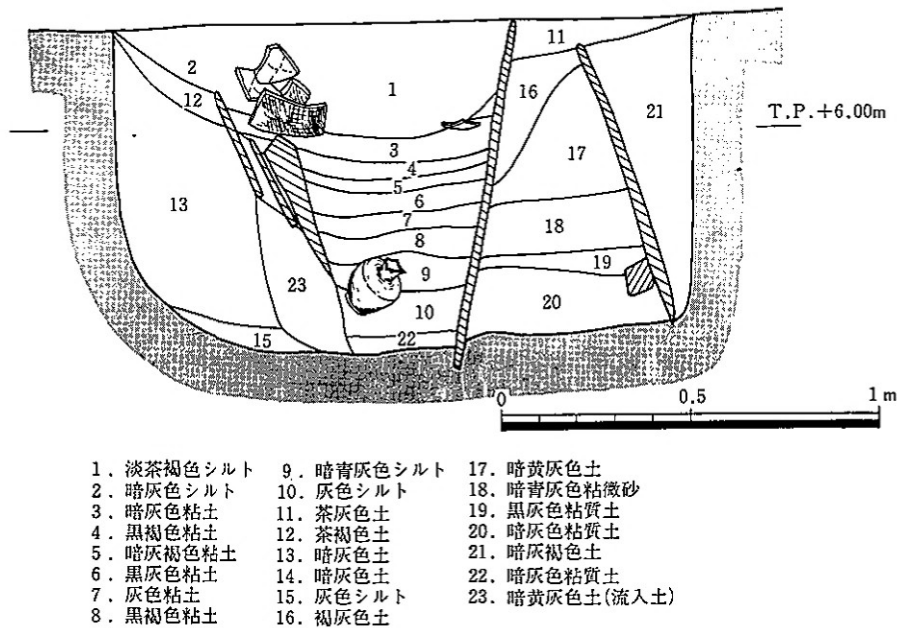 11
2
1
16
12
21
T.P.+6.00m
3
17
4
5
13
6
7
18
8
19
9
23
10
20
15
22
0 0.5 1m
1. 淡茶褐色シルト
2. 暗灰色シルト
3. 暗灰色粘土
4. 黒褐色粘土
5. 暗灰褐色粘土
6. 黒灰色粘土
7. 灰色粘土
8. 黒褐色粘土
9. 暗青灰色シルト
10. 灰色シルト
11. 茶灰色土
12. 茶褐色土
13. 暗灰色土
14. 暗灰色土
15. 灰色シルト
16. 褐灰色土
17. 暗黄灰色土
18. 暗青灰色粘微砂
19. 黒灰色粘質土
20. 暗灰色粘質土
21. 暗灰褐色土
22. 暗灰色粘質土
23. 暗黄灰色土(流入土)